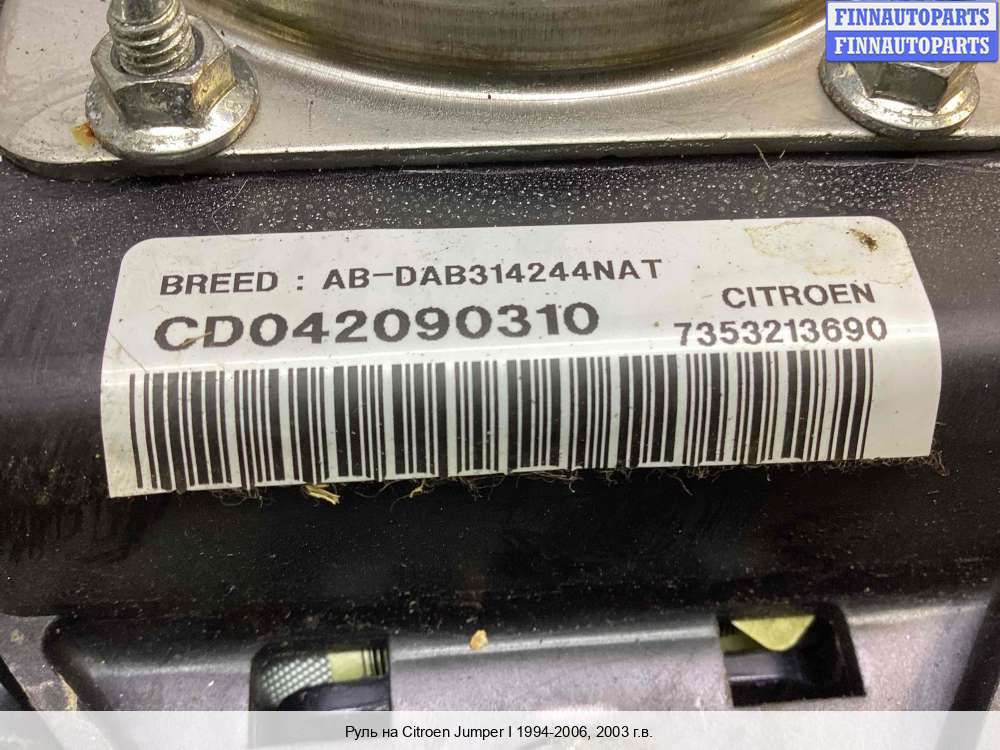 FINNAUTOPARTS
FINNAUTOPARTS
BREED : AB-DAB314244NAT
CD042090310
CITROEN
7353213690
Руль на Citroen Jumper I 1994-2006, 2003 г.в.